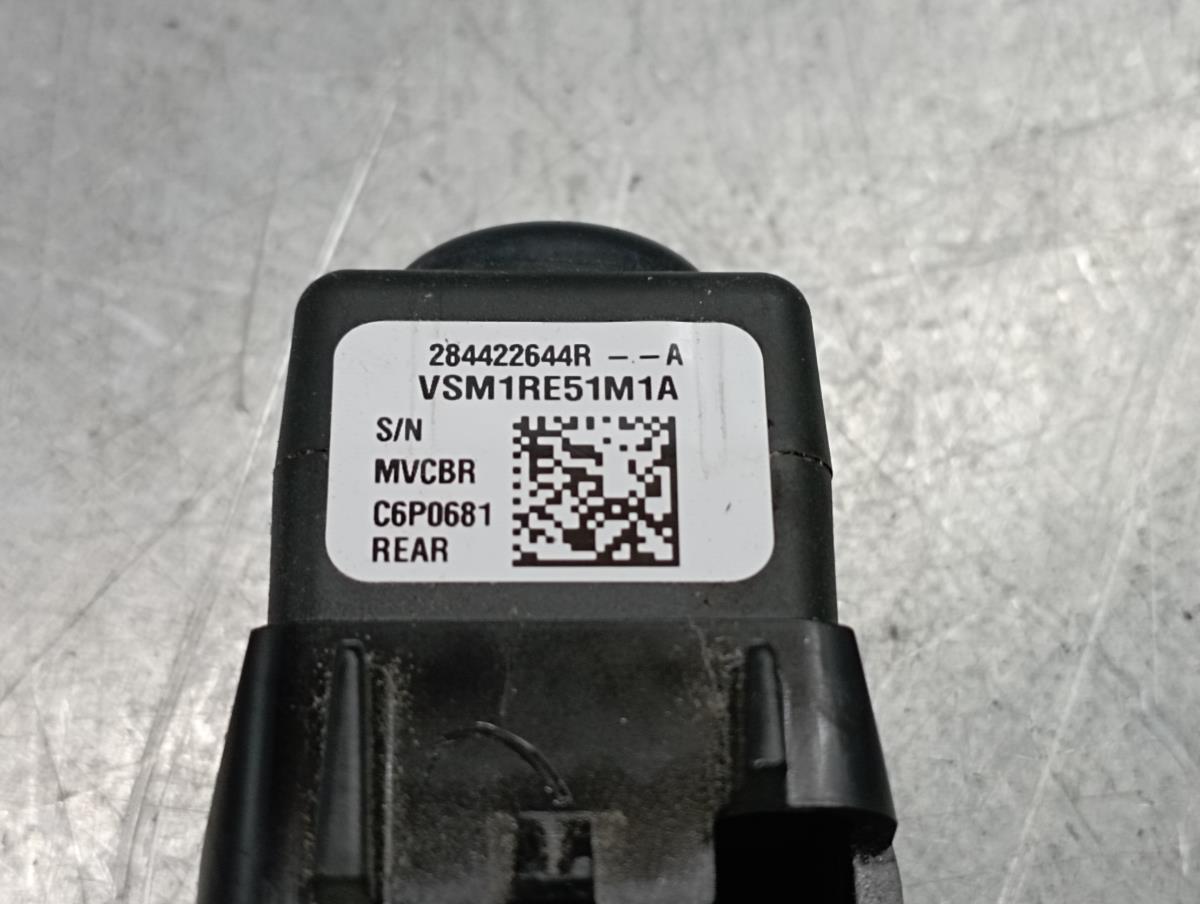 284422644R -.-A
VSM1RE51M1A
S/N
MVCBR
C6P0681
REAR